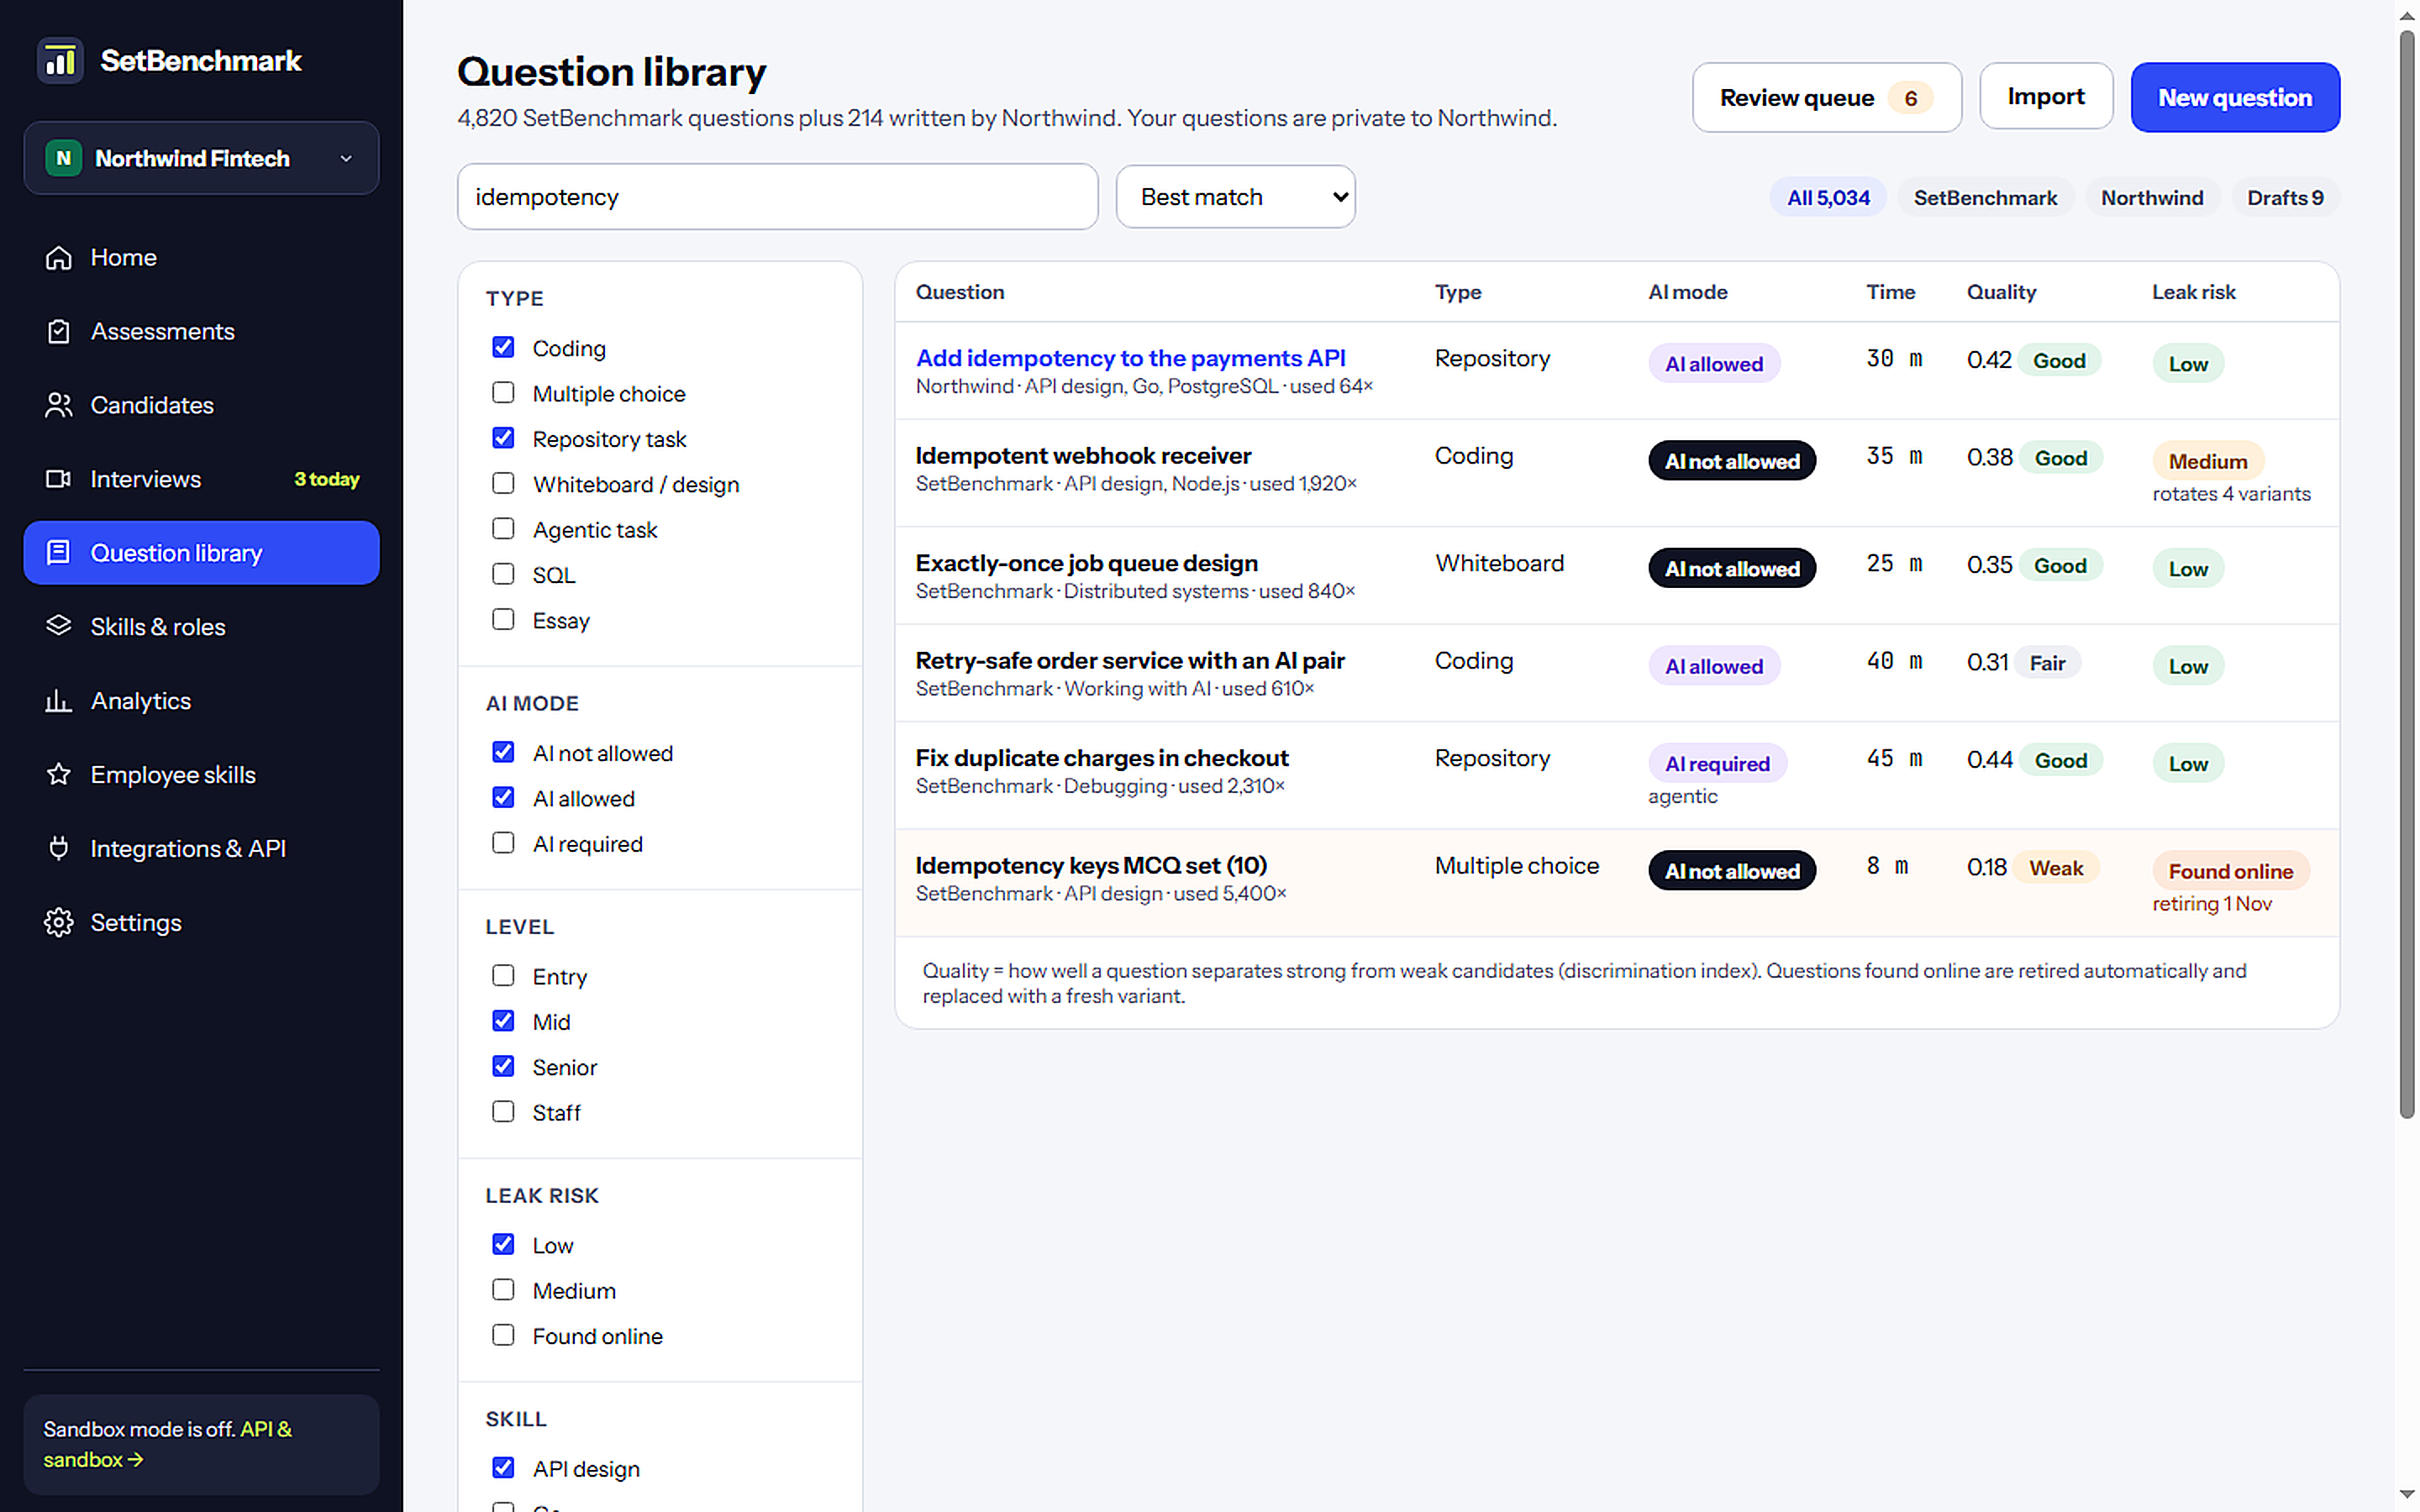 SetBenchmark
N Northwind Fintech
Home
Assessments
Candidates
Interviews 3 today
Question library
Skills & roles
Analytics
Employee skills
Integrations & API
Settings
Sandbox mode is off. API &
sandbox →
Question library
4,820 SetBenchmark questions plus 214 written by Northwind. Your questions are private to Northwind.
Review queue 6
Import
New question
idempotency
Best match
All 5,034
SetBenchmark
Northwind
Drafts 9
TYPE
Coding
Multiple choice
Repository task
Whiteboard / design
Agentic task
SQL
Essay
AI MODE
AI not allowed
AI allowed
AI required
LEVEL
Entry
Mid
Senior
Staff
LEAK RISK
Low
Medium
Found online
SKILL
API design
Question Type AI mode Time Quality Leak risk
Add idempotency to the payments API Repository AI allowed 30 m 0.42 Good Low
Northwind · API design, Go, PostgreSQL · used 64×
Idempotent webhook receiver Coding AI not allowed 35 m 0.38 Good Medium
SetBenchmark · API design, Node.js · used 1,920× rotates 4 variants
Exactly-once job queue design Whiteboard AI not allowed 25 m 0.35 Good Low
SetBenchmark · Distributed systems · used 840×
Retry-safe order service with an AI pair Coding AI allowed 40 m 0.31 Fair Low
SetBenchmark · Working with AI · used 610×
Fix duplicate charges in checkout Repository AI required 45 m 0.44 Good Low
SetBenchmark · Debugging · used 2,310× agentic
Idempotency keys MCQ set (10) Multiple choice AI not allowed 8 m 0.18 Weak Found online
SetBenchmark · API design · used 5,400× retiring 1 Nov
Quality = how well a question separates strong from weak candidates (discrimination index). Questions found online are retired automatically and
replaced with a fresh variant.